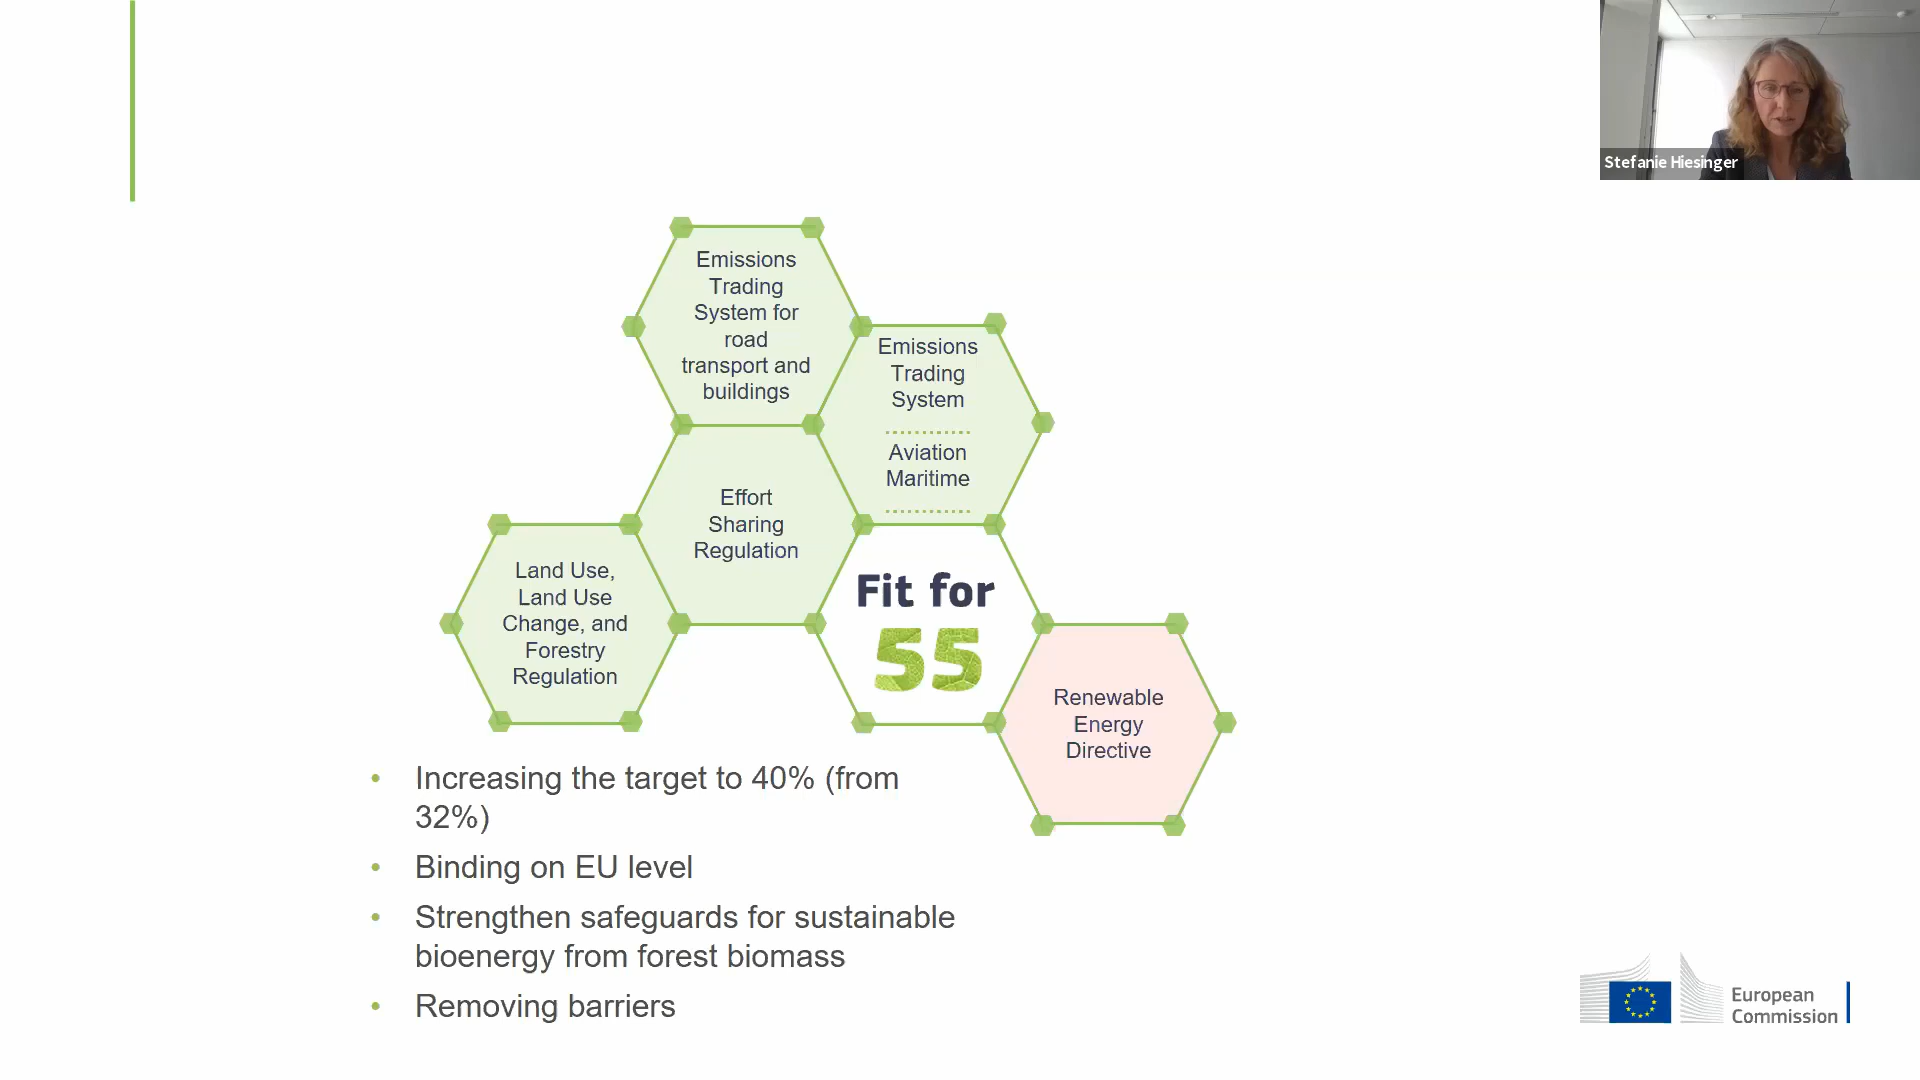 Stefanie Hiesinger
Emissions
Trading
System for
road
transport and
buildings
Emissions
Trading
System
Aviation
Maritime
Effort
Sharing
Regulation
Land Use,
Land Use
Change, and
Forestry
Regulation
Fit for
55
Renewable
Energy
Directive
• Increasing the target to 40% (from
32%)
• Binding on EU level
• Strengthen safeguards for sustainable
bioenergy from forest biomass
• Removing barriers
European
Commission